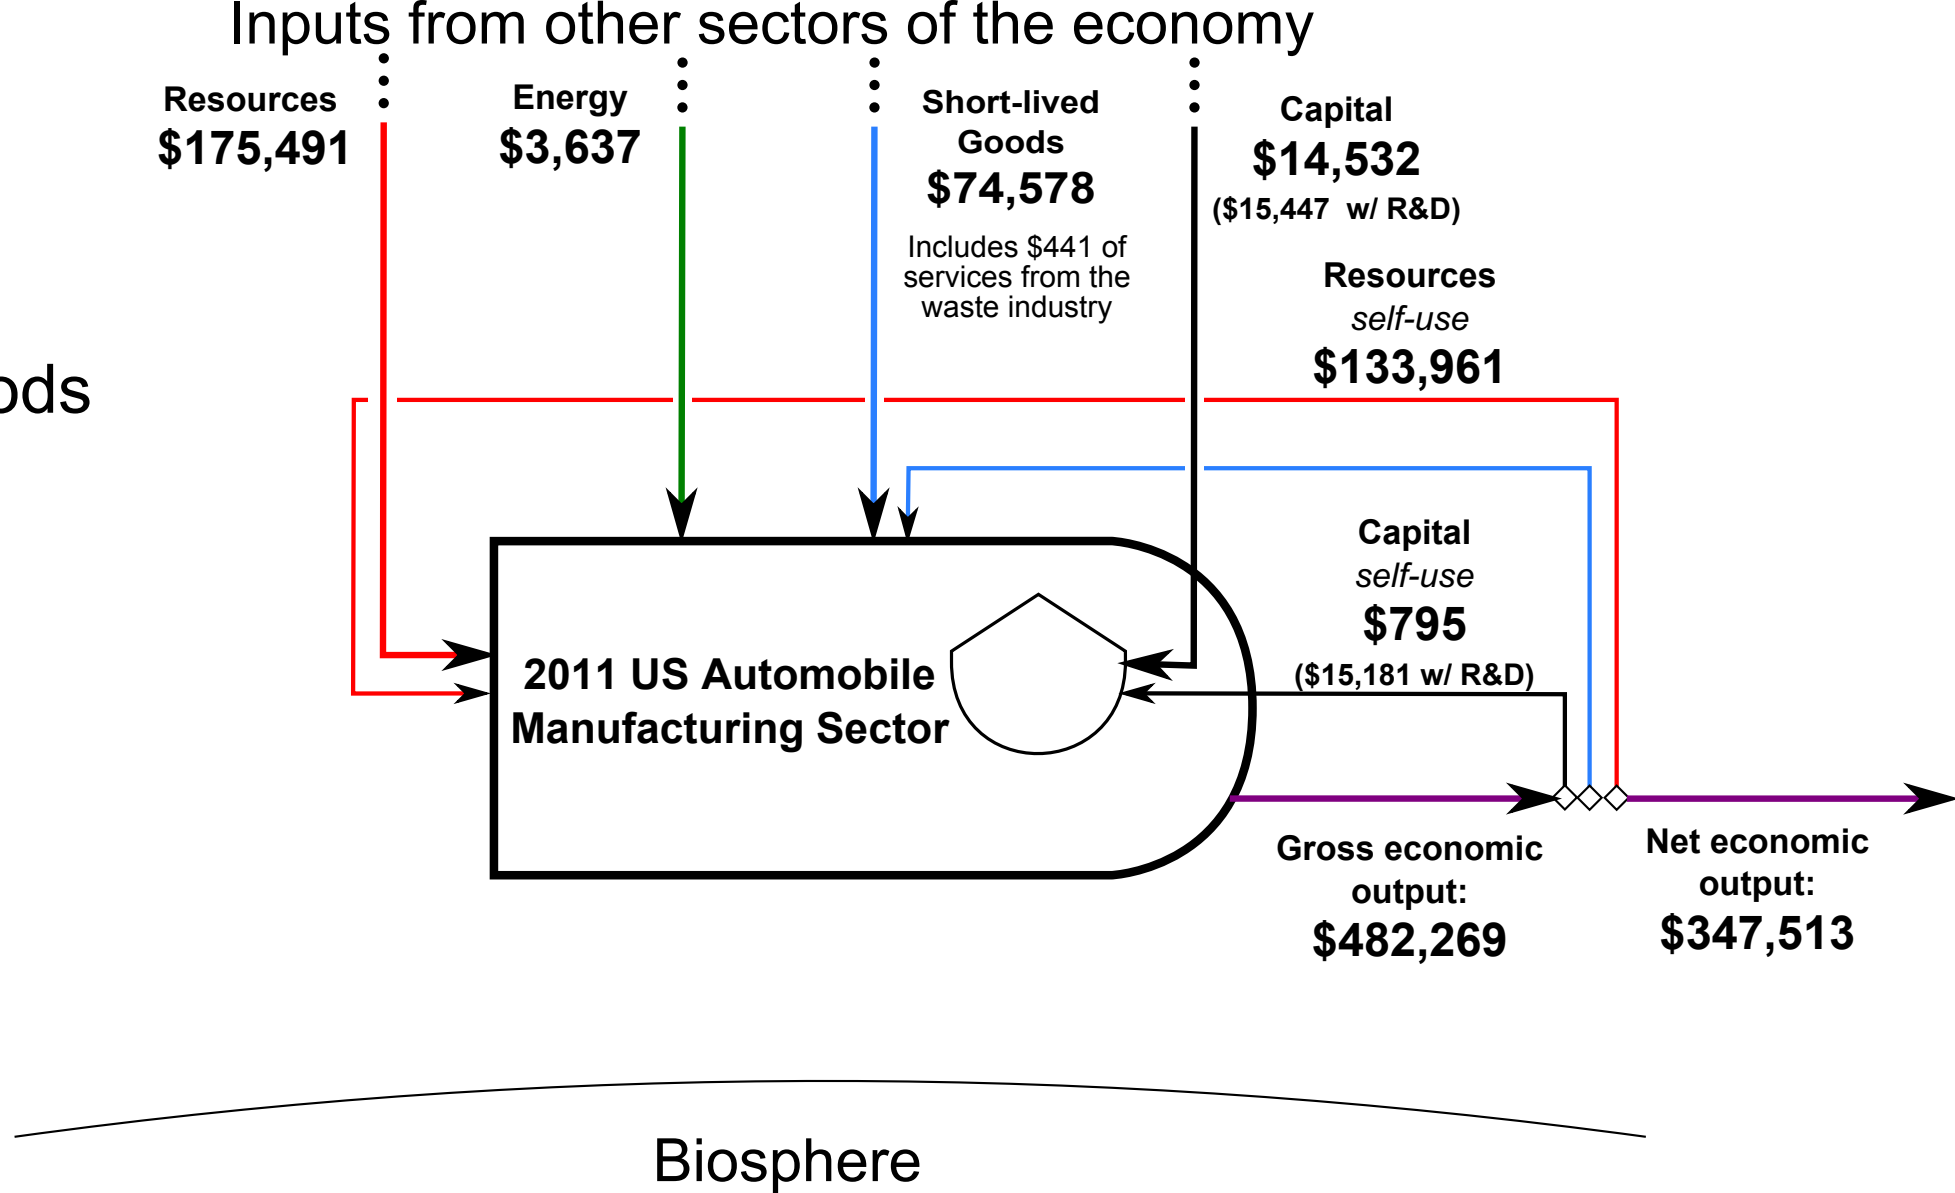 Inputs from other sectors of the economy
Resources
$175,491
Energy
$3,637
Short-lived
Goods
$74,578
Includes $441 of
services from the
waste industry
Capital
$14,532
($15,447 w/ R&D)
Resources
self-use
$133,961
ods
Capital
self-use
$795
($15,181 w/ R&D)
2011 US Automobile
Manufacturing Sector
Gross economic
output:
$482,269
Net economic
output:
$347,513
Biosphere